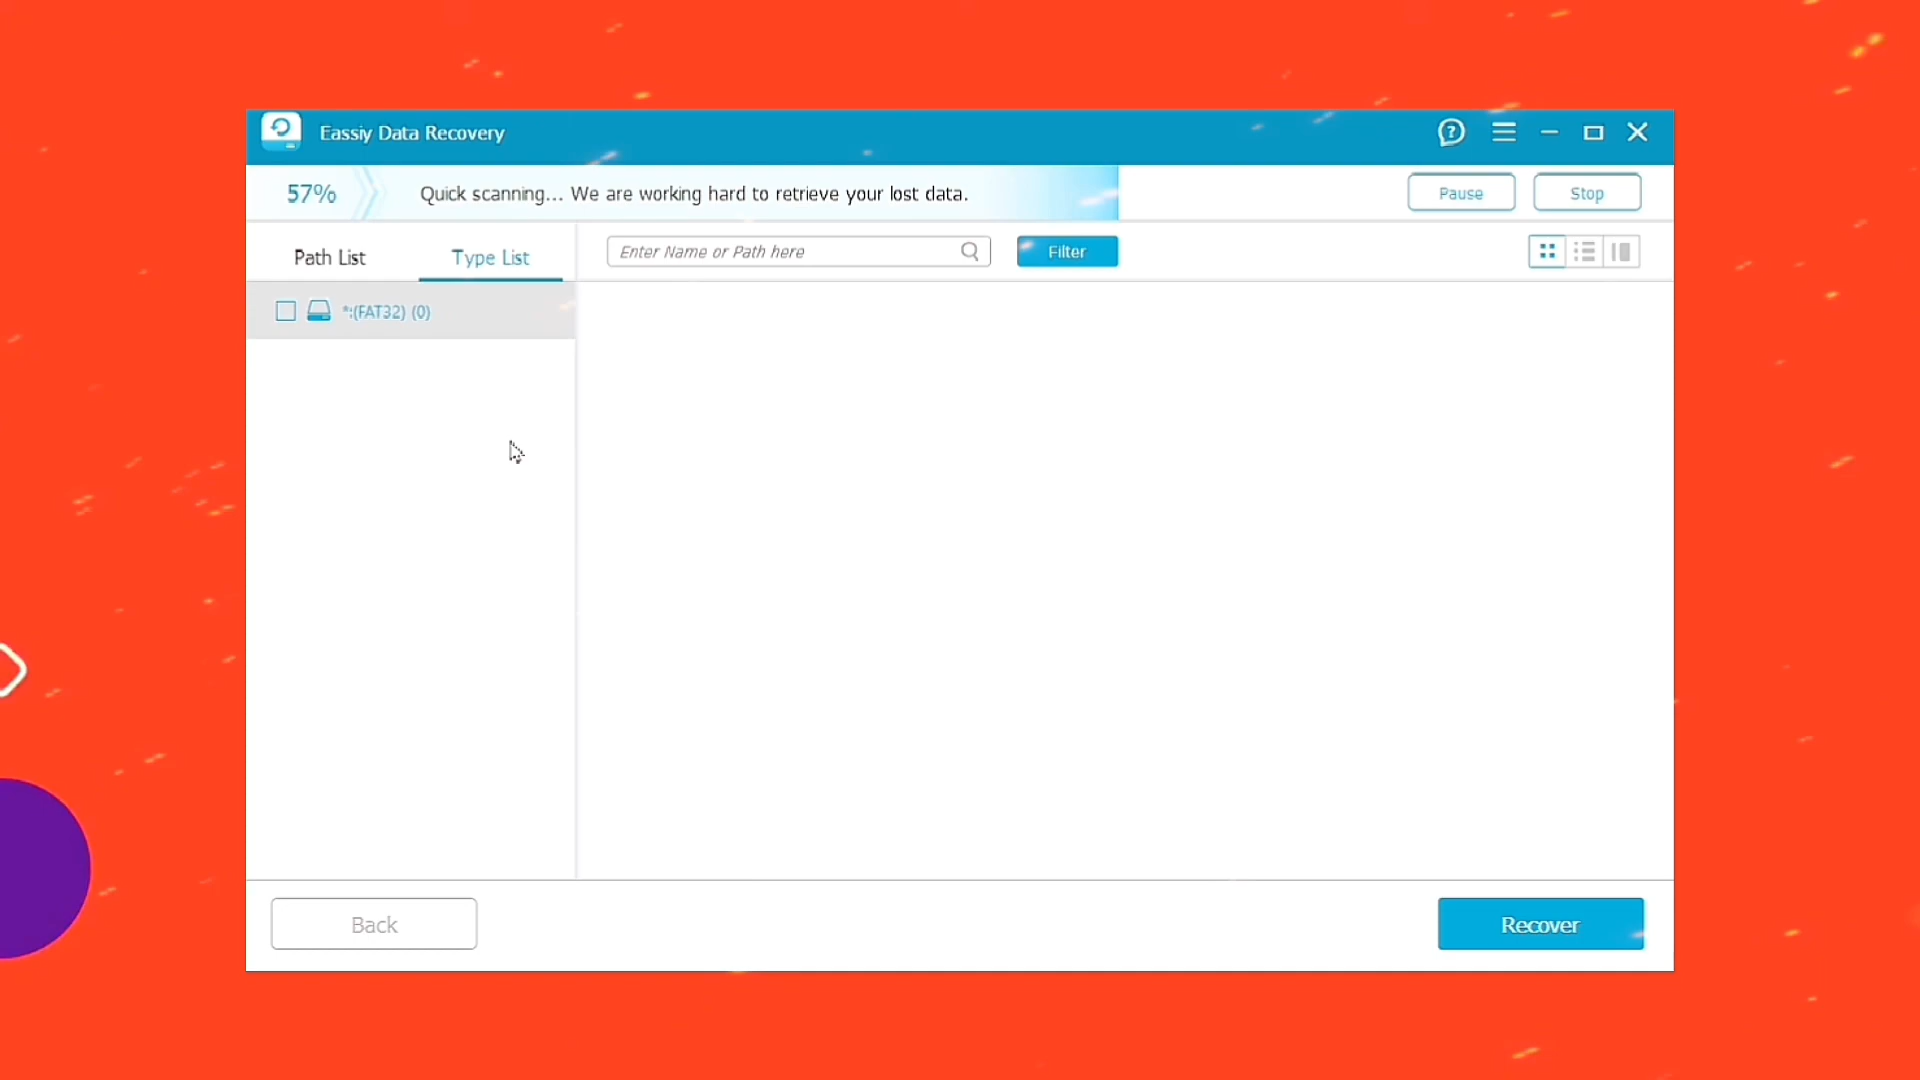 Eassiy Data Recovery
57%
Quick scanning... We are working hard to retrieve your lost data.
Pause
Stop
Path List
Type List
Enter Name or Path here
Filter
*:(FAT32) (0)
Back
Recover